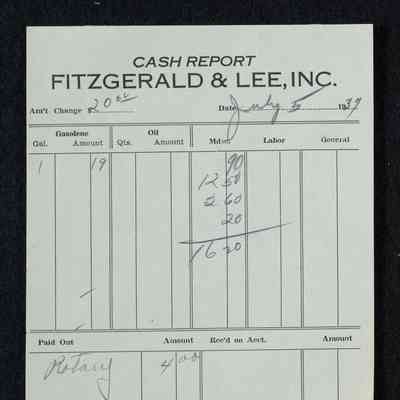 CASH REPORT
FITZGERALD & LEE, INC.
Am't. Change $ 20 00 Date July 5 1939
Gasolene Oil Mdse. Labor General
Gal. Amount Qts. Amount
1 19 90
12 50
2 60
20
16 20
Paid Out Amount Rec'd on Acct. Amount
Rotary 4 00